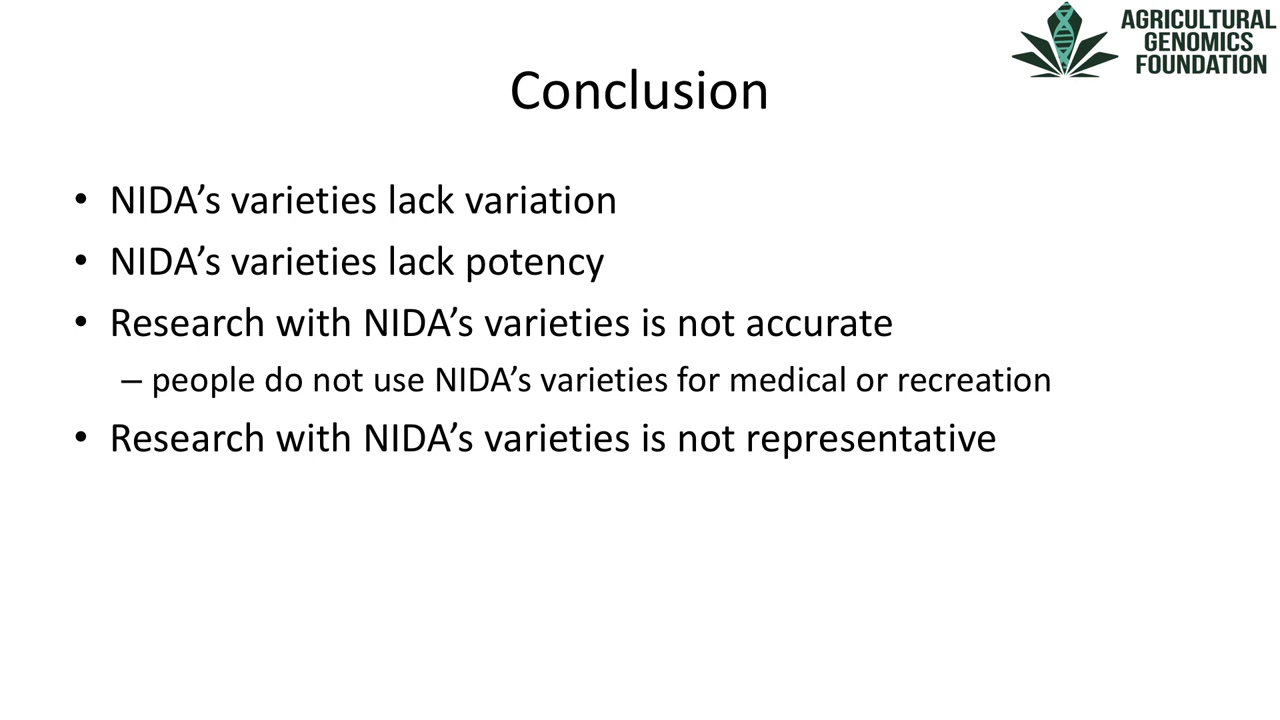 AGRICULTURAL
GENOMICS
FOUNDATION
Conclusion
• NIDA’s varieties lack variation
• NIDA’s varieties lack potency
• Research with NIDA’s varieties is not accurate
– people do not use NIDA’s varieties for medical or recreation
• Research with NIDA’s varieties is not representative